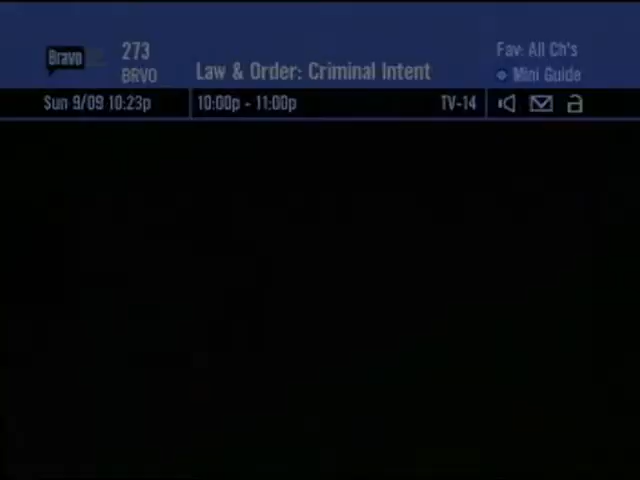 Bravo
273
BRVO
Law & Order: Criminal Intent
Fav: All Ch's
Mini Guide
Sun 9/09 10:23p
10:00p - 11:00p
TV-14